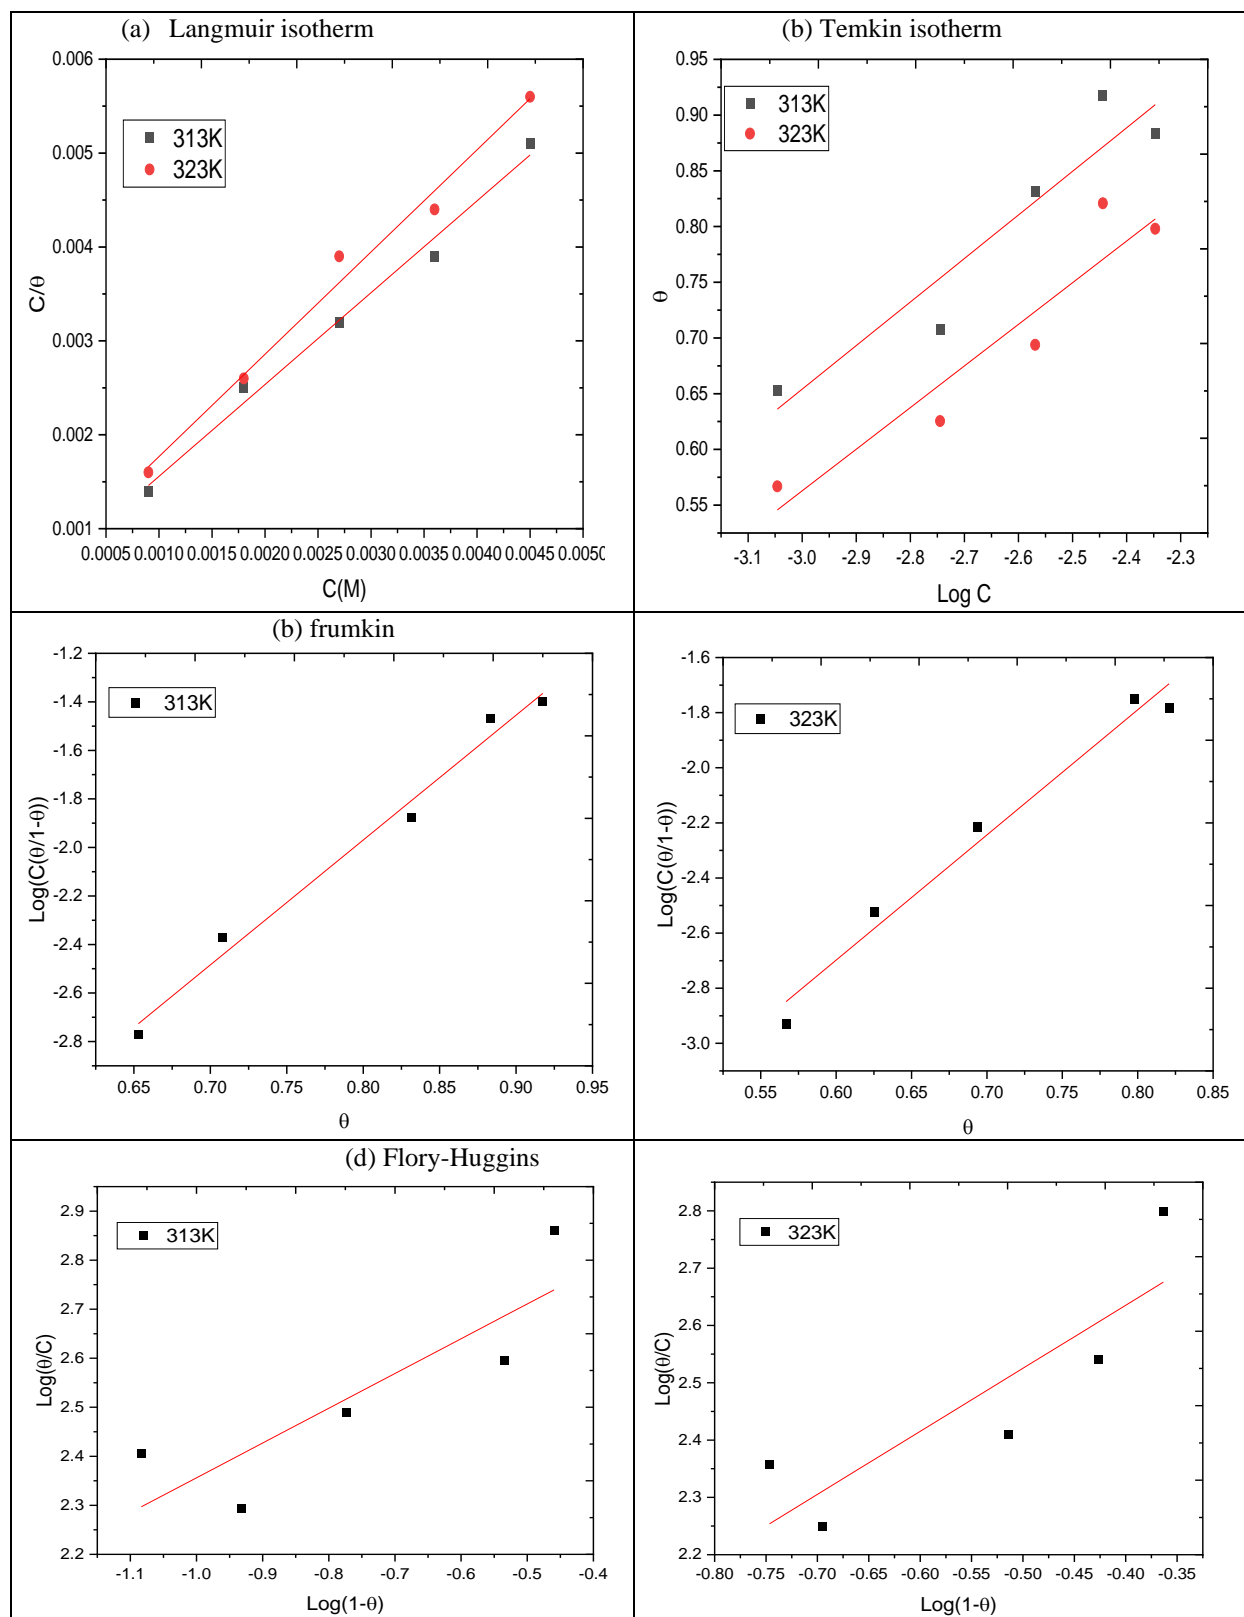 (a) Langmuir isotherm
0.006
0.005
0.004
0.003
0.002
0.001
C/θ
313K
323K
0.0005 0.0010 0.0015 0.0020 0.0025 0.0030 0.0035 0.0040 0.0045 0.0050
C(M)
(b) Temkin isotherm
0.95
0.90
0.85
0.80
0.75
0.70
0.65
0.60
0.55
θ
313K
323K
-3.1 -3.0 -2.9 -2.8 -2.7 -2.6 -2.5 -2.4 -2.3
Log C
(b) frumkin
-1.2
-1.4
-1.6
-1.8
-2.0
-2.2
-2.4
-2.6
-2.8
Log(C(θ/1-θ))
313K
0.65 0.70 0.75 0.80 0.85 0.90 0.95
θ
-1.6
-1.8
-2.0
-2.2
-2.4
-2.6
-2.8
-3.0
Log(C(θ/1-θ))
323K
0.55 0.60 0.65 0.70 0.75 0.80 0.85
θ
(d) Flory-Huggins
2.9
2.8
2.7
2.6
2.5
2.4
2.3
2.2
Log(θ/C)
313K
-1.1 -1.0 -0.9 -0.8 -0.7 -0.6 -0.5 -0.4
Log(1-θ)
2.8
2.7
2.6
2.5
2.4
2.3
2.2
Log(θ/C)
323K
-0.80 -0.75 -0.70 -0.65 -0.60 -0.55 -0.50 -0.45 -0.40 -0.35
Log(1-θ)